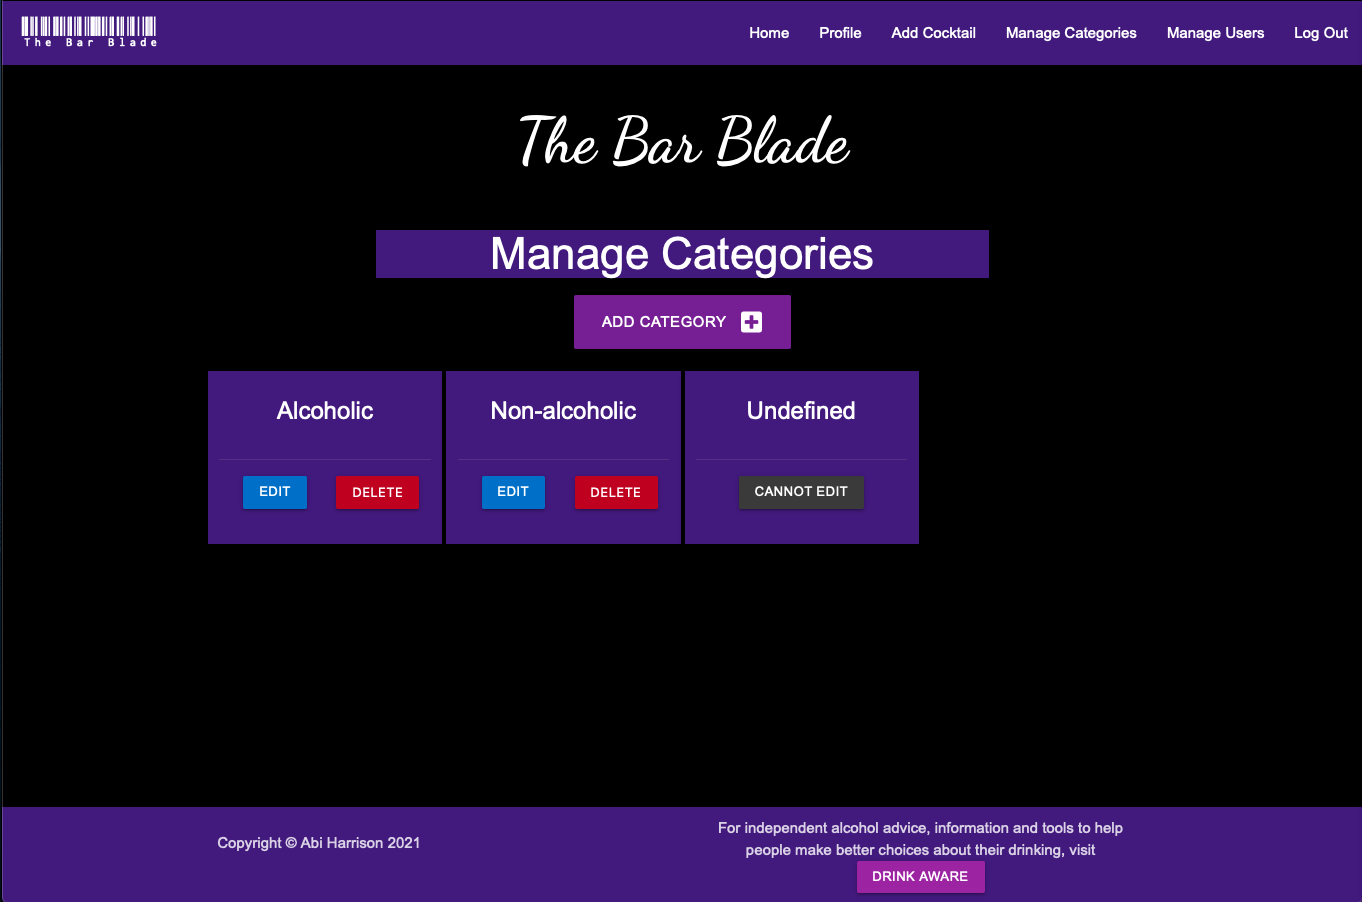 The Bar Blade
Home Profile Add Cocktail Manage Categories Manage Users Log Out
The Bar Blade
Manage Categories
ADD CATEGORY
Alcoholic Non-alcoholic Undefined
EDIT DELETE EDIT DELETE CANNOT EDIT
Copyright © Abi Harrison 2021
For independent alcohol advice, information and tools to help
people make better choices about their drinking, visit
DRINK AWARE